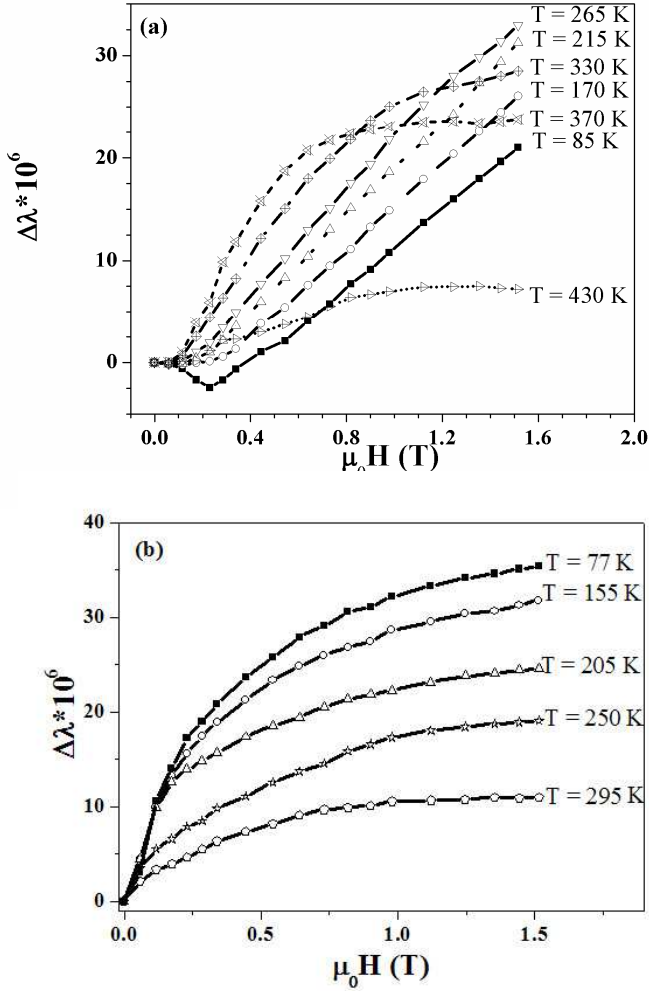 (a)
T = 265 K
T = 215 K
T = 330 K
T = 170 K
T = 370 K
T = 85 K
T = 430 K
Δλ*10⁶
30
20
10
0
0.0 0.4 0.8 1.2 1.6 2.0
μ₀H (T)
(b)
T = 77 K
T = 155 K
T = 205 K
T = 250 K
T = 295 K
Δλ*10⁶
40
30
20
10
0
0.0 0.5 1.0 1.5
μ₀H (T)